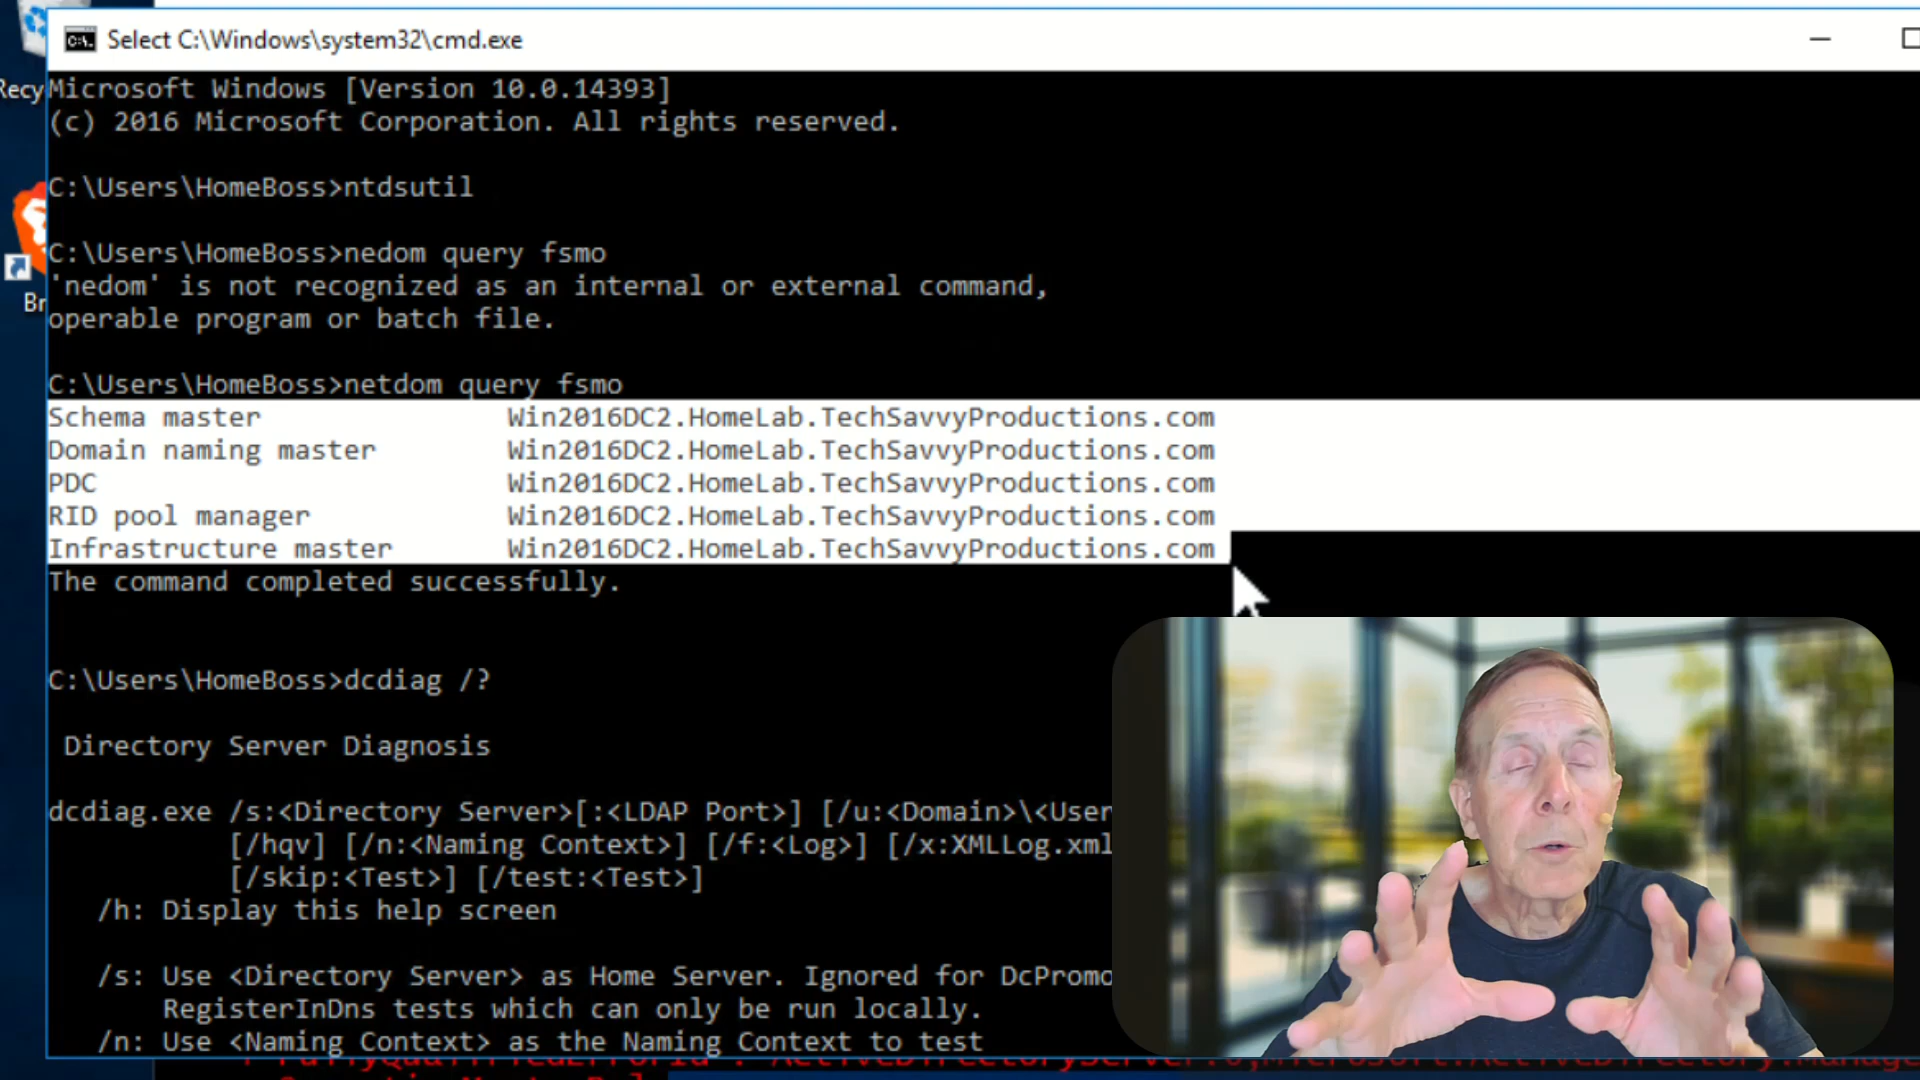 Select C:\Windows\system32\cmd.exe
Recy
Microsoft Windows [Version 10.0.14393]
(c) 2016 Microsoft Corporation. All rights reserved.
C:\Users\HomeBoss>ntdsutil
C:\Users\HomeBoss>nedom query fsmo
'nedom' is not recognized as an internal or external command,
Br
operable program or batch file.
C:\Users\HomeBoss>netdom query fsmo
Schema master Win2016DC2.HomeLab.TechSavvyProductions.com
Domain naming master Win2016DC2.HomeLab.TechSavvyProductions.com
PDC Win2016DC2.HomeLab.TechSavvyProductions.com
RID pool manager Win2016DC2.HomeLab.TechSavvyProductions.com
Infrastructure master Win2016DC2.HomeLab.TechSavvyProductions.com
The command completed successfully.
C:\Users\HomeBoss>dcdiag /?
Directory Server Diagnosis
dcdiag.exe /s:<Directory Server>[:<LDAP Port>] [/u:<Domain>\<User
[/hqv] [/n:<Naming Context>] [/f:<Log>] [/x:XMLLog.xml
[/skip:<Test>] [/test:<Test>]
/h: Display this help screen
/s: Use <Directory Server> as Home Server. Ignored for DcPromo
RegisterInDns tests which can only be run locally.
/n: Use <Naming Context> as the Naming Context to test